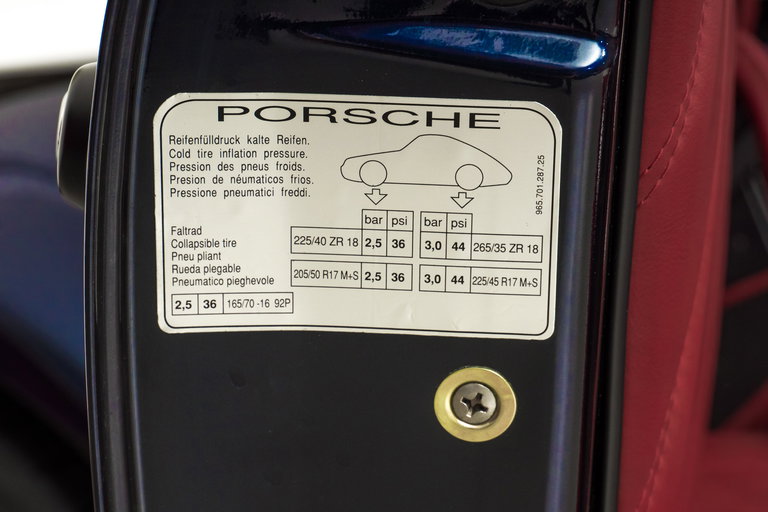 PORSCHE
Reifenfülldruck kalte Reifen.
Cold tire inflation pressure.
Pression des pneus froids.
Presion de néumaticos frios.
Pressione pneumatici freddi.
965.701.287.25
bar psi bar psi
225/40 ZR 18 2,5 36 3,0 44 265/35 ZR 18
205/50 R17 M+S 2,5 36 3,0 44 225/45 R17 M+S
Faltrad
Collapsible tire
Pneu pliant
Rueda plegable
Pneumatico pieghevole
2,5 36 165/70 -16 92P